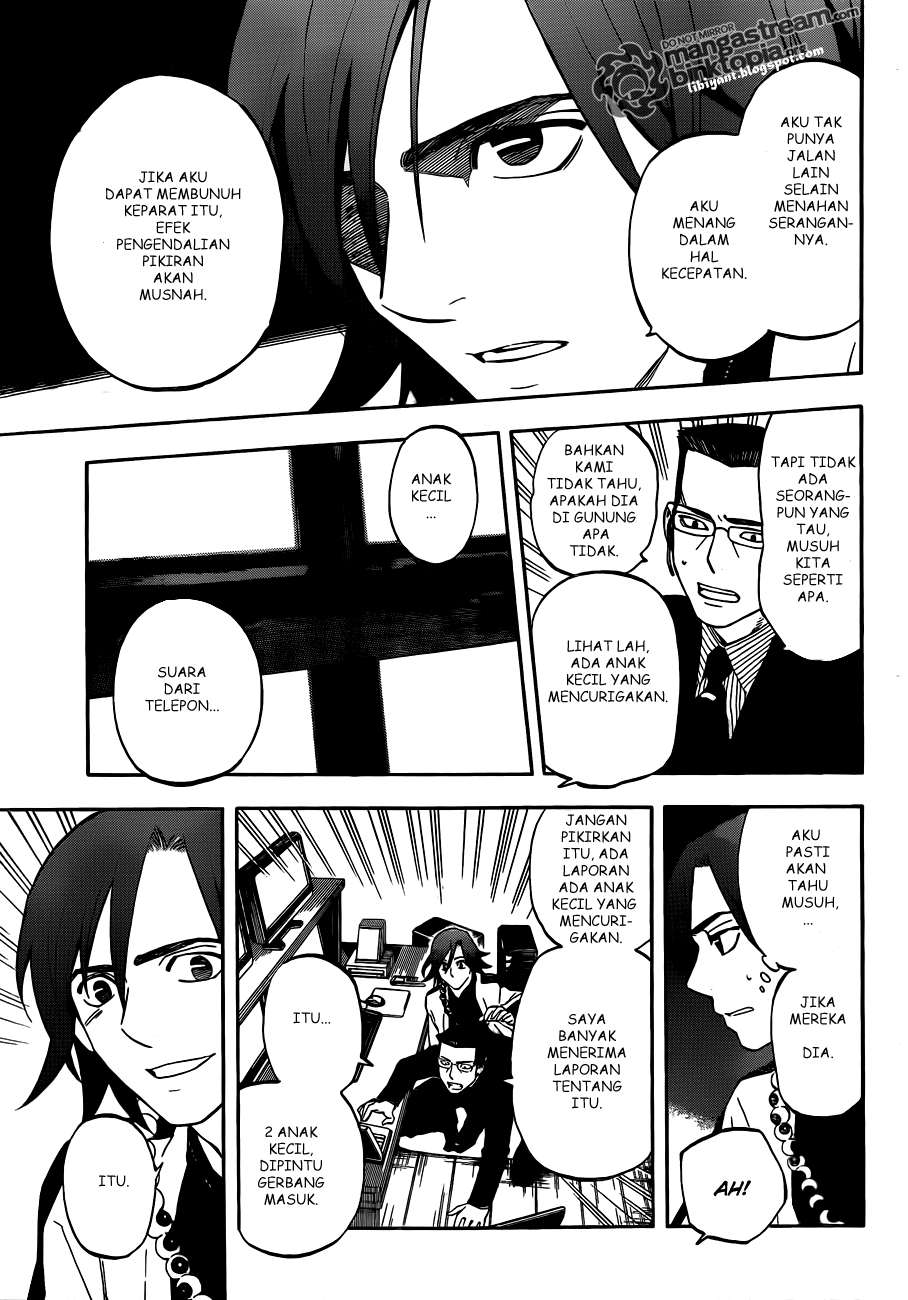 DO NOT MIRROR
mangastream.com
binktopia.net
libiyant.blogspot.com
AKU TAK
PUNYA
JALAN
LAIN
SELAIN
MENAHAN
SERANGAN-
NYA.
AKU
MENANG
DALAM
HAL
KECEPATAN.
JIKA AKU
DAPAT MEMBUNUH
KEPARAT ITU,
EFEK
PENGENDALIAN
PIKIRAN
AKAN
MUSNAH.
TAPI TIDAK
ADA
SEORANG-
PUN YANG
TAU,
MUSUH
KITA
SEPERTI
APA.
BAHKAN
KAMI
TIDAK TAHU,
APAKAH DIA
DI GUNUNG
APA
TIDAK.
LIHAT LAH,
ADA ANAK
KECIL YANG
MENCURIGAKAN.
ANAK
KECIL
...
SUARA
DARI
TELEPON...
AKU
PASTI
AKAN
TAHU
MUSUH,
...
JIKA
MEREKA
DIA.
AH!
JANGAN
PIKIRKAN
ITU, ADA
LAPORAN
ADA ANAK
KECIL YANG
MENCURI-
GAKAN.
SAYA
BANYAK
MENERIMA
LAPORAN
TENTANG
ITU.
ITU...
2 ANAK
KECIL,
DIPINTU
GERBANG
MASUK.
ITU.